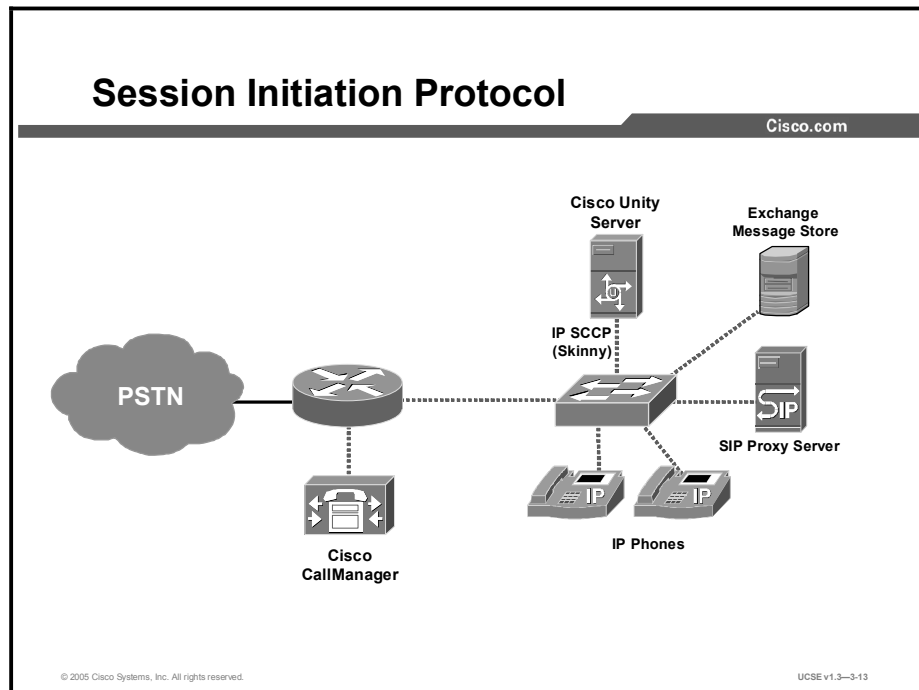 Session Initiation Protocol
Cisco.com
Cisco Unity
Server
Exchange
Message Store
U
IP SCCP
(Skinny)
PSTN
SIP
SIP Proxy Server
IP
IP
IP Phones
Cisco
CallManager
© 2005 Cisco Systems, Inc. All rights reserved.
UCSE v1.3—3-13